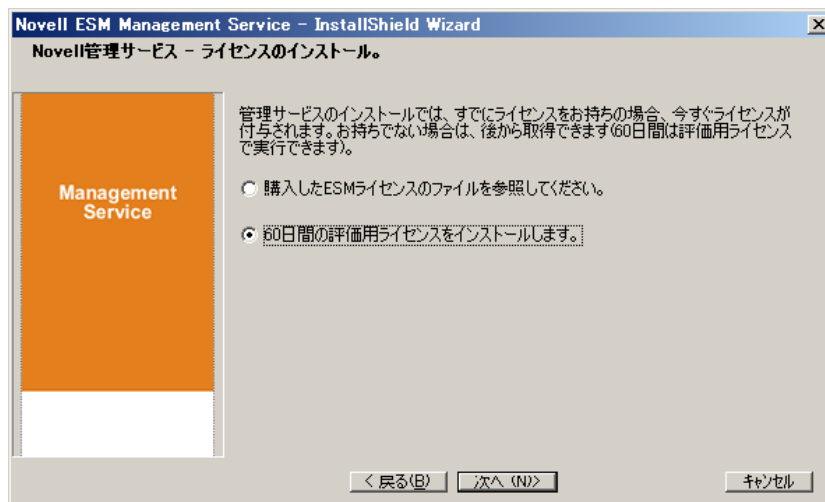 Novell ESM Management Service - InstallShield Wizard
Novell管理サービス - ライセンスのインストール。
管理サービスのインストールでは、すでにライセンスをお持ちの場合、今すぐライセンスが
付与されます。お持ちでない場合は、後から取得できます(60日間は評価用ライセンス
で実行できます)。
Management
Service
購入したESMライセンスのファイルを参照してください。
60日間の評価用ライセンスをインストールします。
< 戻る(B)
次へ (N)>
キャンセル